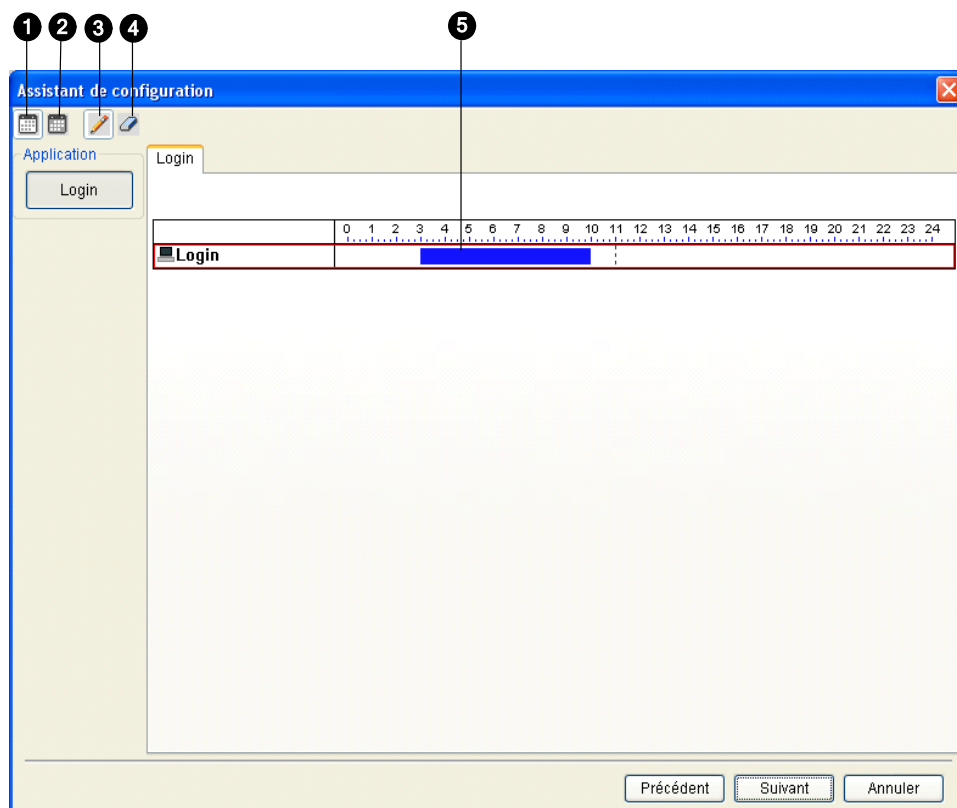 1 2 3 4 5
Assistant de configuration
Application
Login
Login
0 1 2 3 4 5 6 7 8 9 10 11 12 13 14 15 16 17 18 19 20 21 22 23 24
Login
Précédent Suivant Annuler